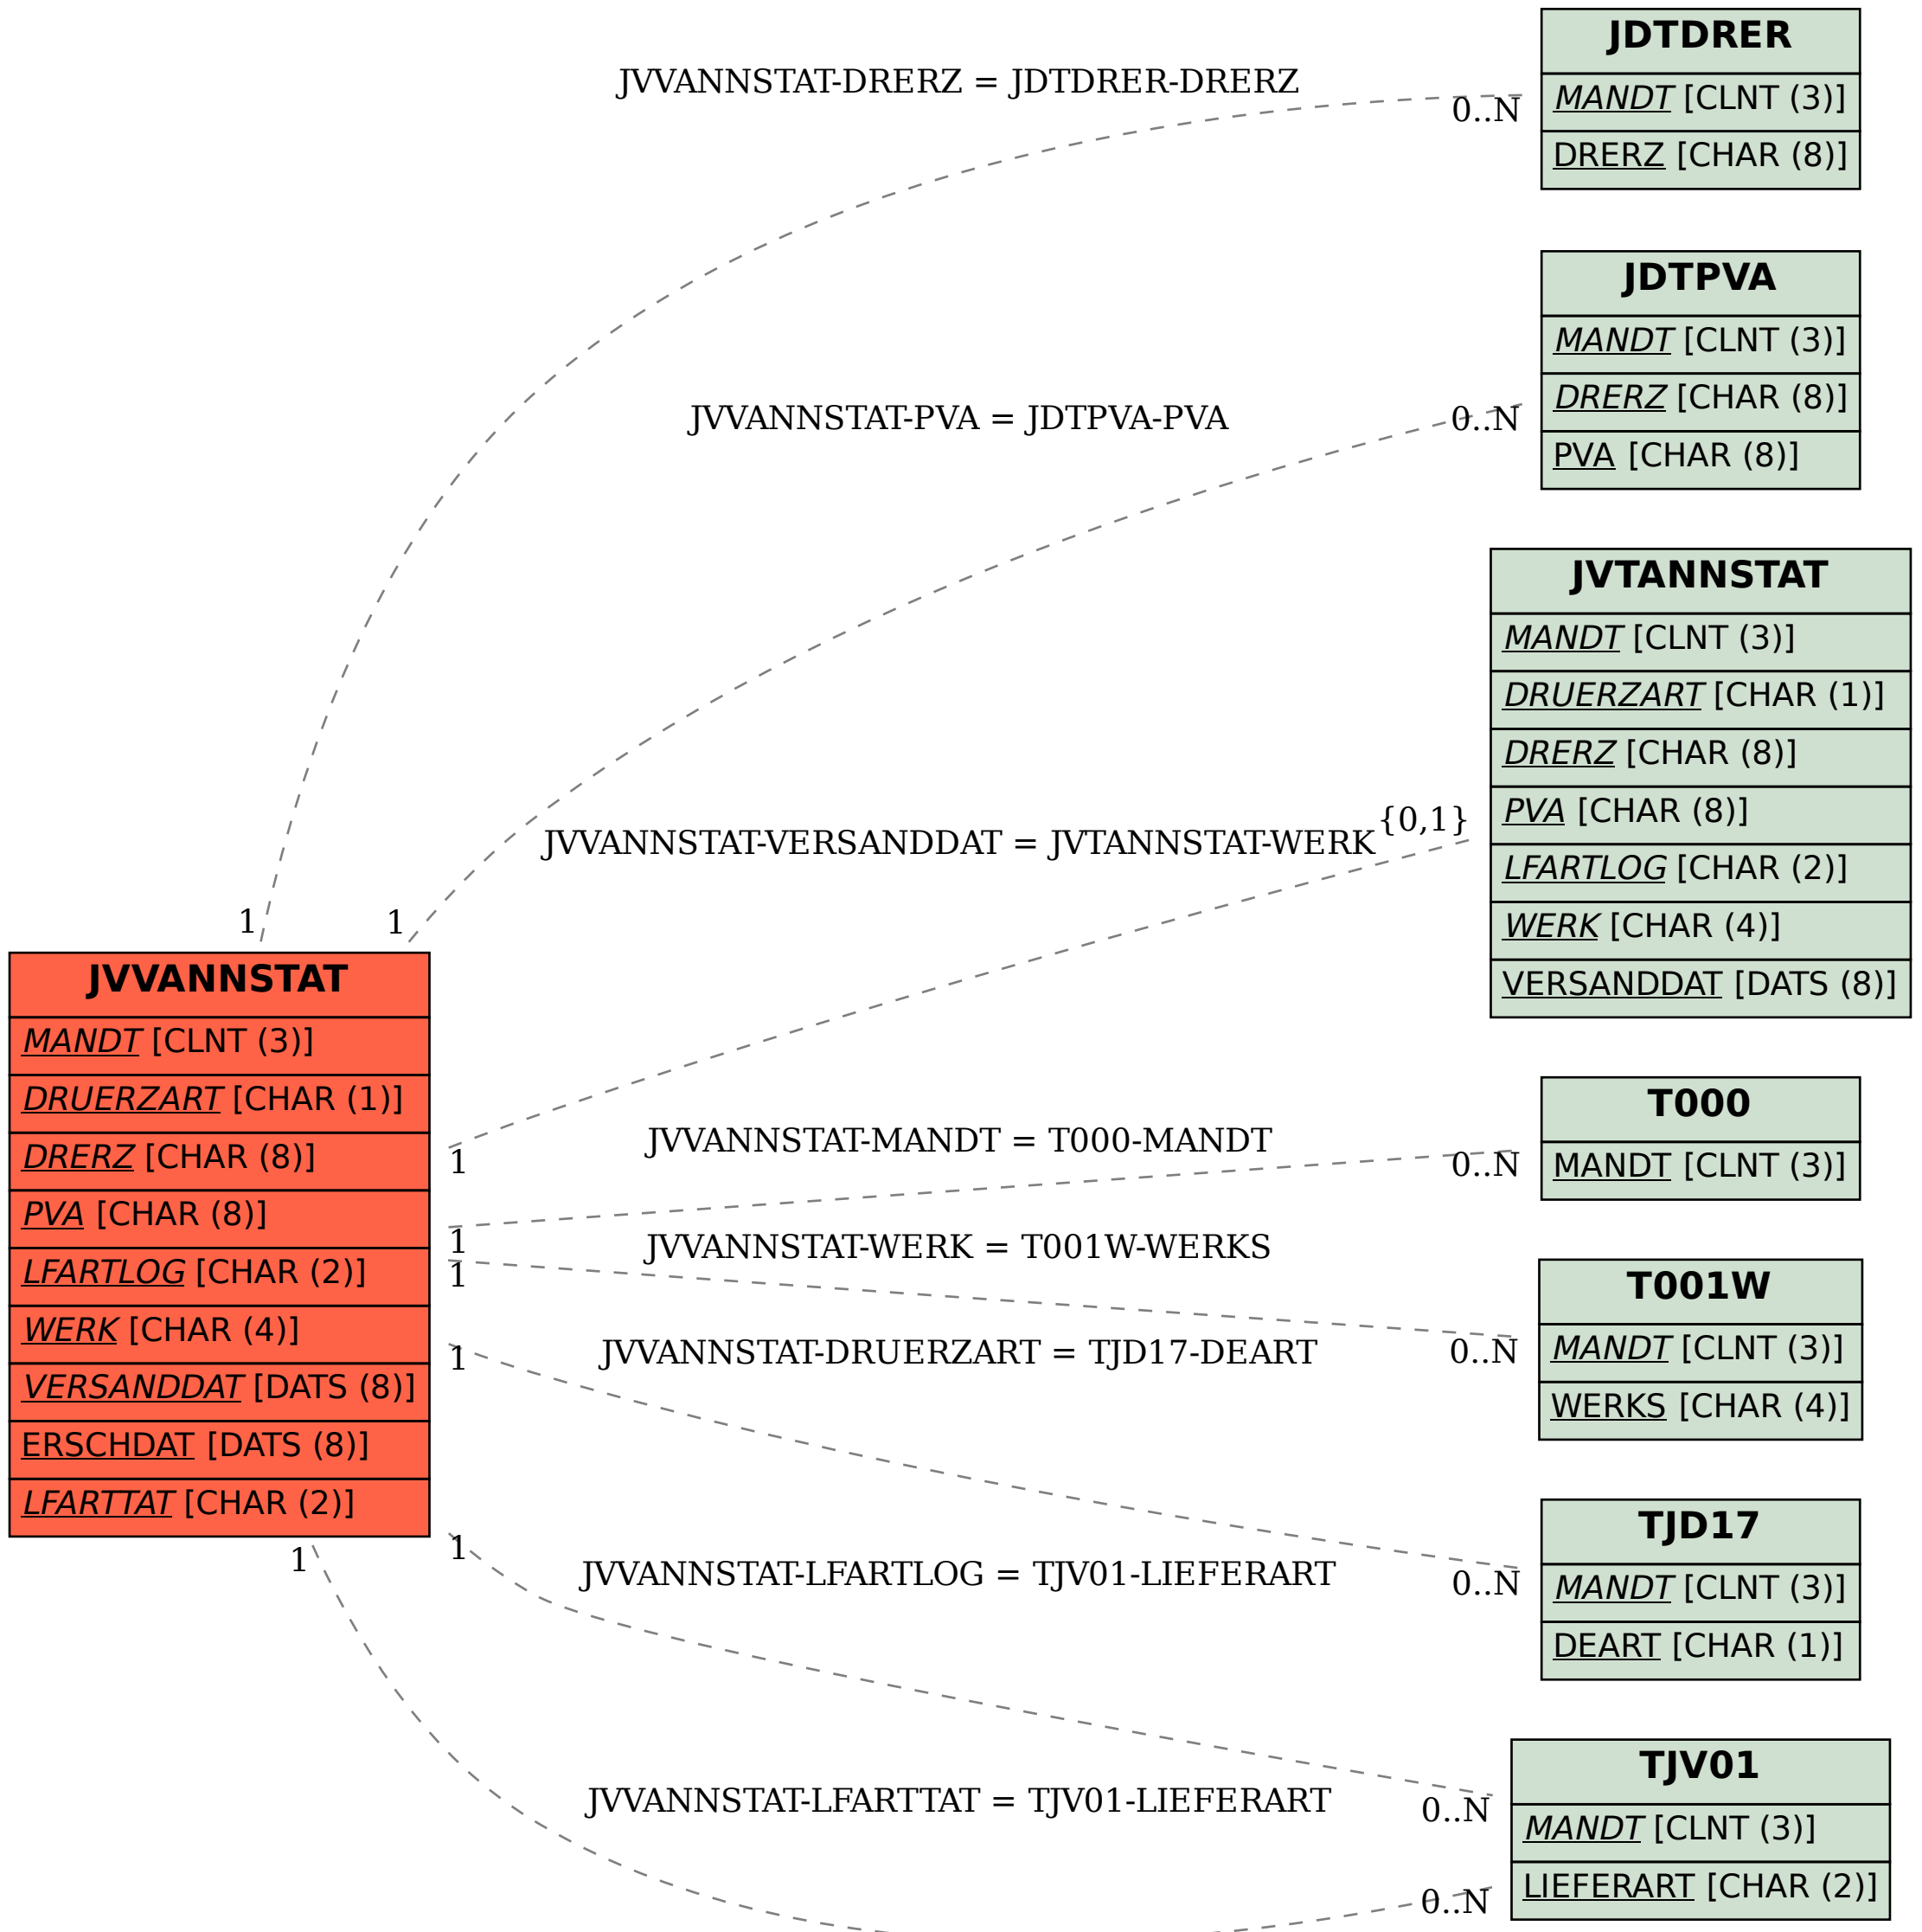 JDTDRER
MANDT [CLNT (3)]
DRERZ [CHAR (8)]
JVVANNSTAT-DRERZ = JDTDRER-DRERZ
0..N
JDTPVA
MANDT [CLNT (3)]
DRERZ [CHAR (8)]
PVA [CHAR (8)]
JVVANNSTAT-PVA = JDTPVA-PVA
0..N
JVTANNSTAT
MANDT [CLNT (3)]
DRUERZART [CHAR (1)]
DRERZ [CHAR (8)]
PVA [CHAR (8)]
LFARTLOG [CHAR (2)]
WERK [CHAR (4)]
VERSANDDAT [DATS (8)]
JVVANNSTAT-VERSANDDAT = JVTANNSTAT-WERK
{0,1}
1
1
JVVANNSTAT
MANDT [CLNT (3)]
DRUERZART [CHAR (1)]
DRERZ [CHAR (8)]
PVA [CHAR (8)]
LFARTLOG [CHAR (2)]
WERK [CHAR (4)]
VERSANDDAT [DATS (8)]
ERSCHDAT [DATS (8)]
LFARTTAT [CHAR (2)]
1
JVVANNSTAT-MANDT = T000-MANDT
0..N
T000
MANDT [CLNT (3)]
1
JVVANNSTAT-WERK = T001W-WERKS
1
0..N
T001W
MANDT [CLNT (3)]
WERKS [CHAR (4)]
JVVANNSTAT-DRUERZART = TJD17-DEART
1
0..N
TJD17
MANDT [CLNT (3)]
DEART [CHAR (1)]
1
JVVANNSTAT-LFARTLOG = TJV01-LIEFERART
0..N
1
JVVANNSTAT-LFARTTAT = TJV01-LIEFERART
0..N
TJV01
MANDT [CLNT (3)]
LIEFERART [CHAR (2)]